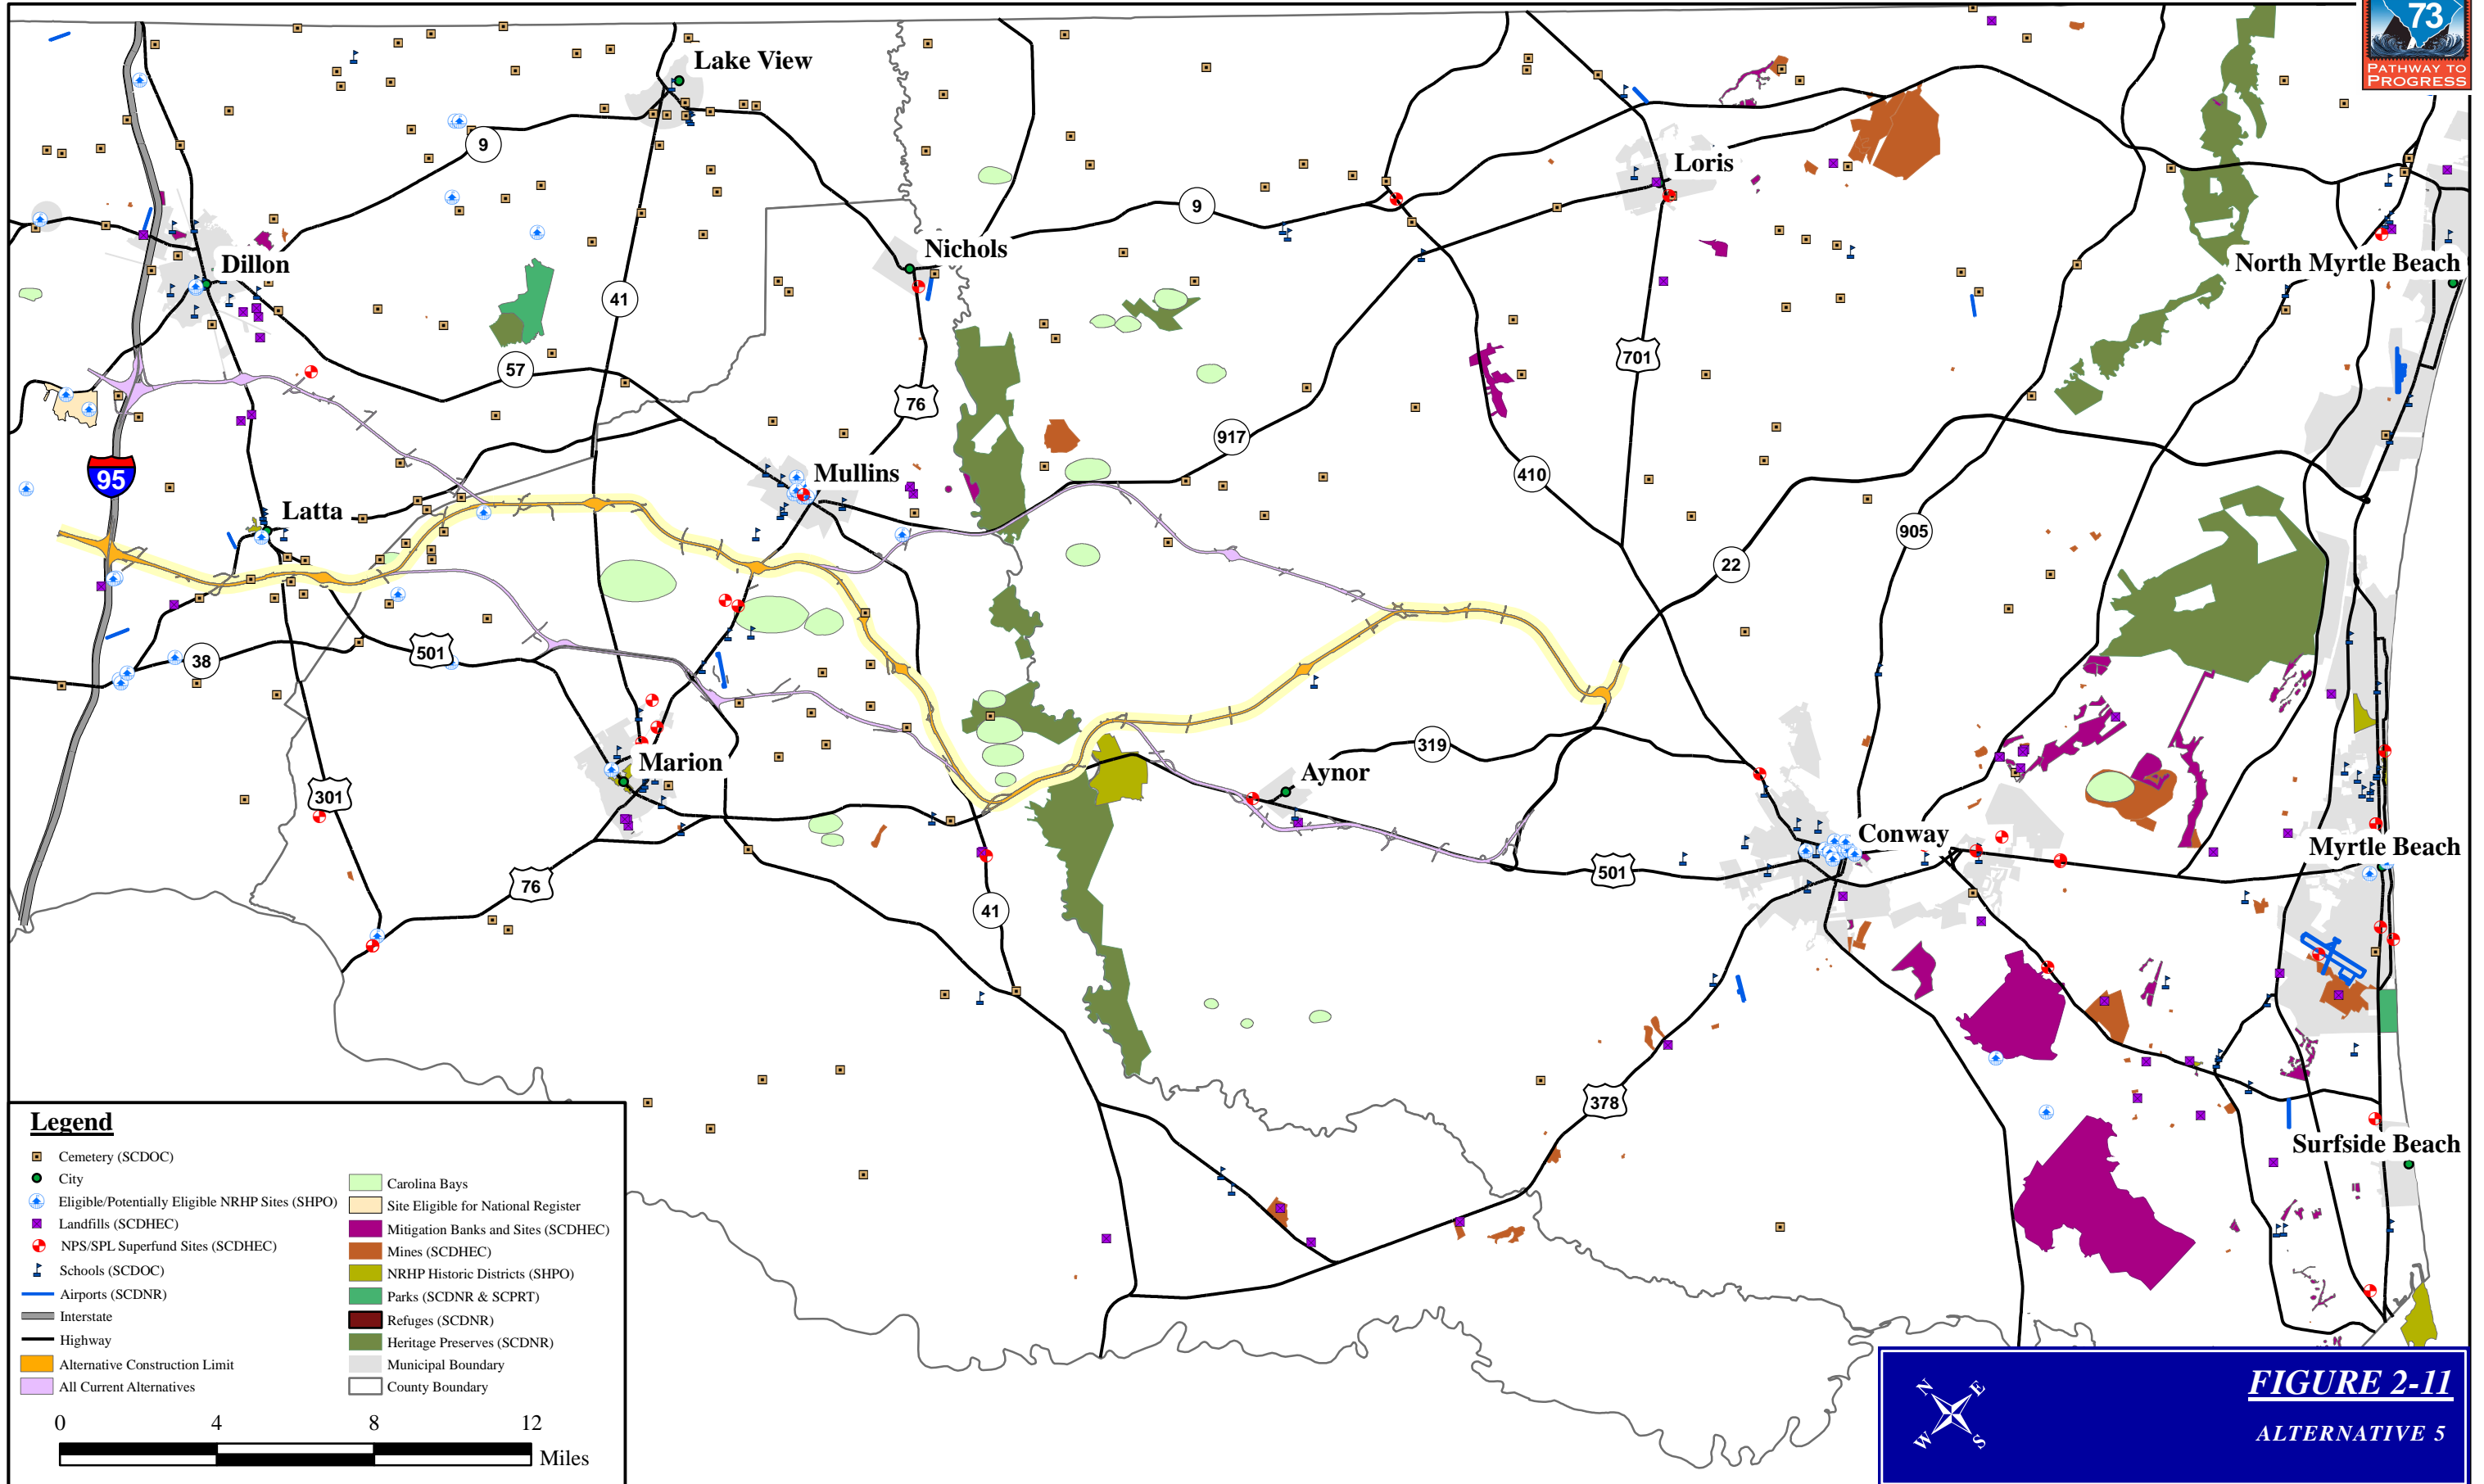 73
PATHWAY TO
PROGRESS
Lake View
9
Loris
9
Nichols
North Myrtle Beach
Dillon
41
57
701
76
917
95
Mullins
410
Latta
905
22
38
501
319
Marion
Aynor
301
Conway
Myrtle Beach
501
76
41
378
Surfside Beach
Legend
Cemetery (SCDOC)
City
Eligible/Potentially Eligible NRHP Sites (SHPO)
Landfills (SCDHEC)
NPS/SPL Superfund Sites (SCDHEC)
Schools (SCDOC)
Airports (SCDNR)
Interstate
Highway
Alternative Construction Limit
All Current Alternatives
Carolina Bays
Site Eligible for National Register
Mitigation Banks and Sites (SCDHEC)
Mines (SCDHEC)
NRHP Historic Districts (SHPO)
Parks (SCDNR & SCPRT)
Refuges (SCDNR)
Heritage Preserves (SCDNR)
Municipal Boundary
County Boundary
0 4 8 12
Miles
N E
W S
FIGURE 2-11
ALTERNATIVE 5